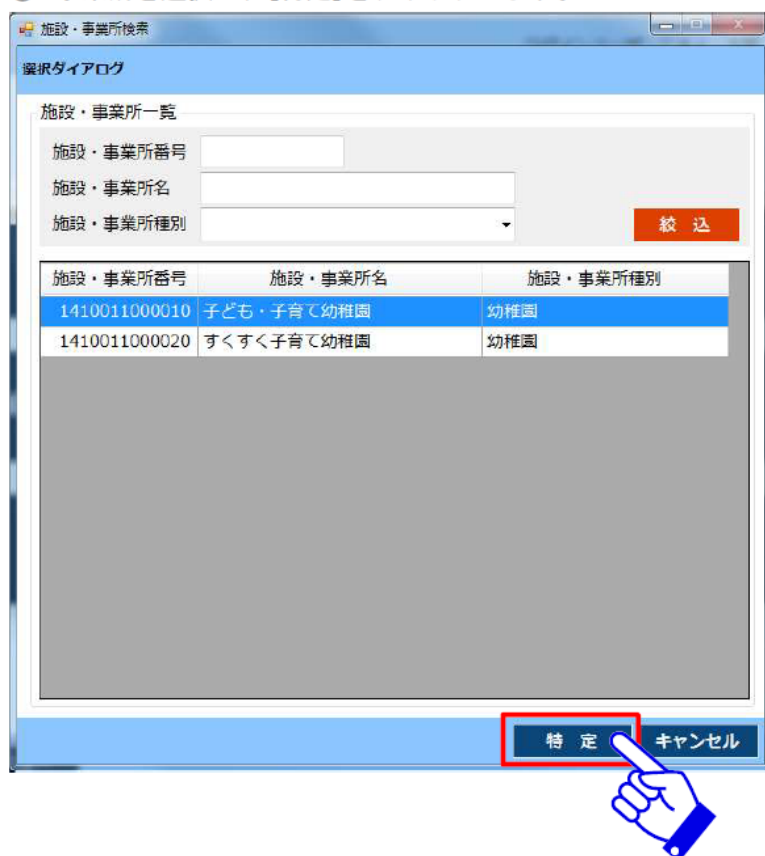 施設・事業所検索
選択ダイアログ
施設・事業所一覧
施設・事業所番号
施設・事業所名
施設・事業所種別
絞 込
施設・事業所番号 施設・事業所名 施設・事業所種別
1410011000010 子ども・子育て幼稚園 幼稚園
1410011000020 すくすく子育て幼稚園 幼稚園
特 定 キャンセル